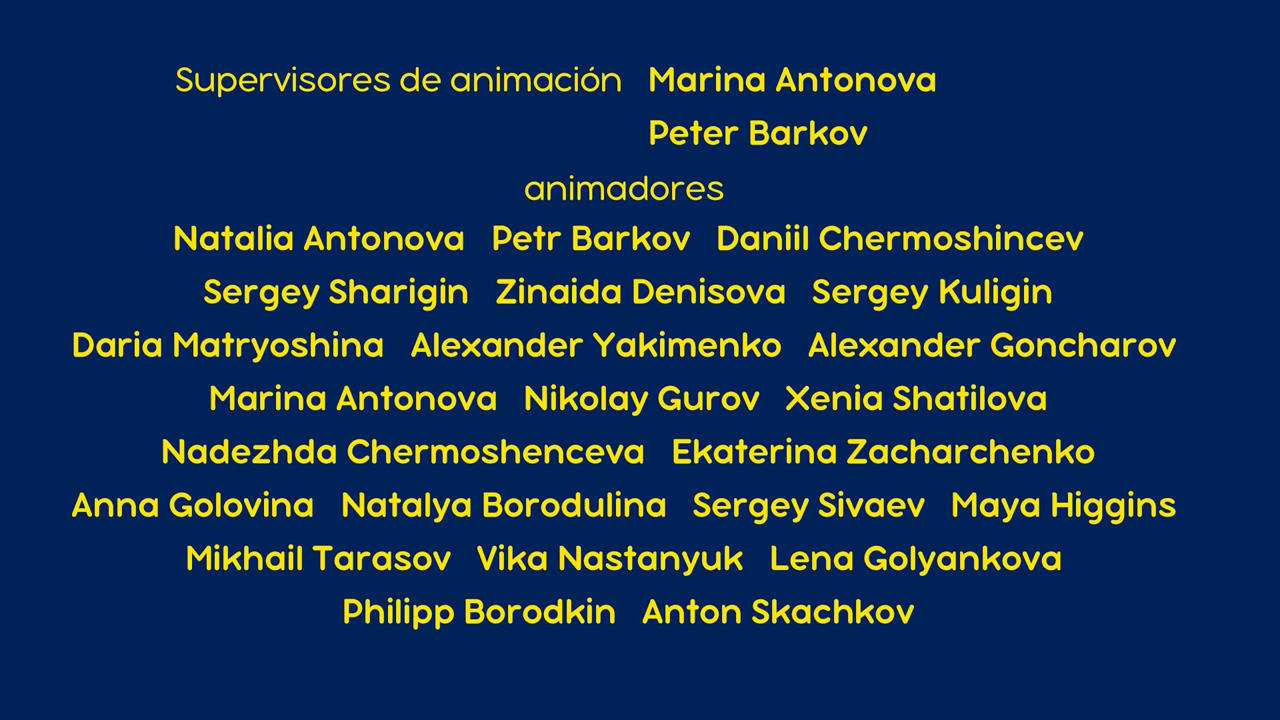 Supervisores de animación Marina Antonova
Peter Barkov
animadores
Natalia Antonova Petr Barkov Daniil Chermoshincev
Sergey Sharigin Zinaida Denisova Sergey Kuligin
Daria Matryoshina Alexander Yakimenko Alexander Goncharov
Marina Antonova Nikolay Gurov Xenia Shatilova
Nadezhda Chermoshenceva Ekaterina Zacharchenko
Anna Golovina Natalya Borodulina Sergey Sivaev Maya Higgins
Mikhail Tarasov Vika Nastanyuk Lena Golyankova
Philipp Borodkin Anton Skachkov